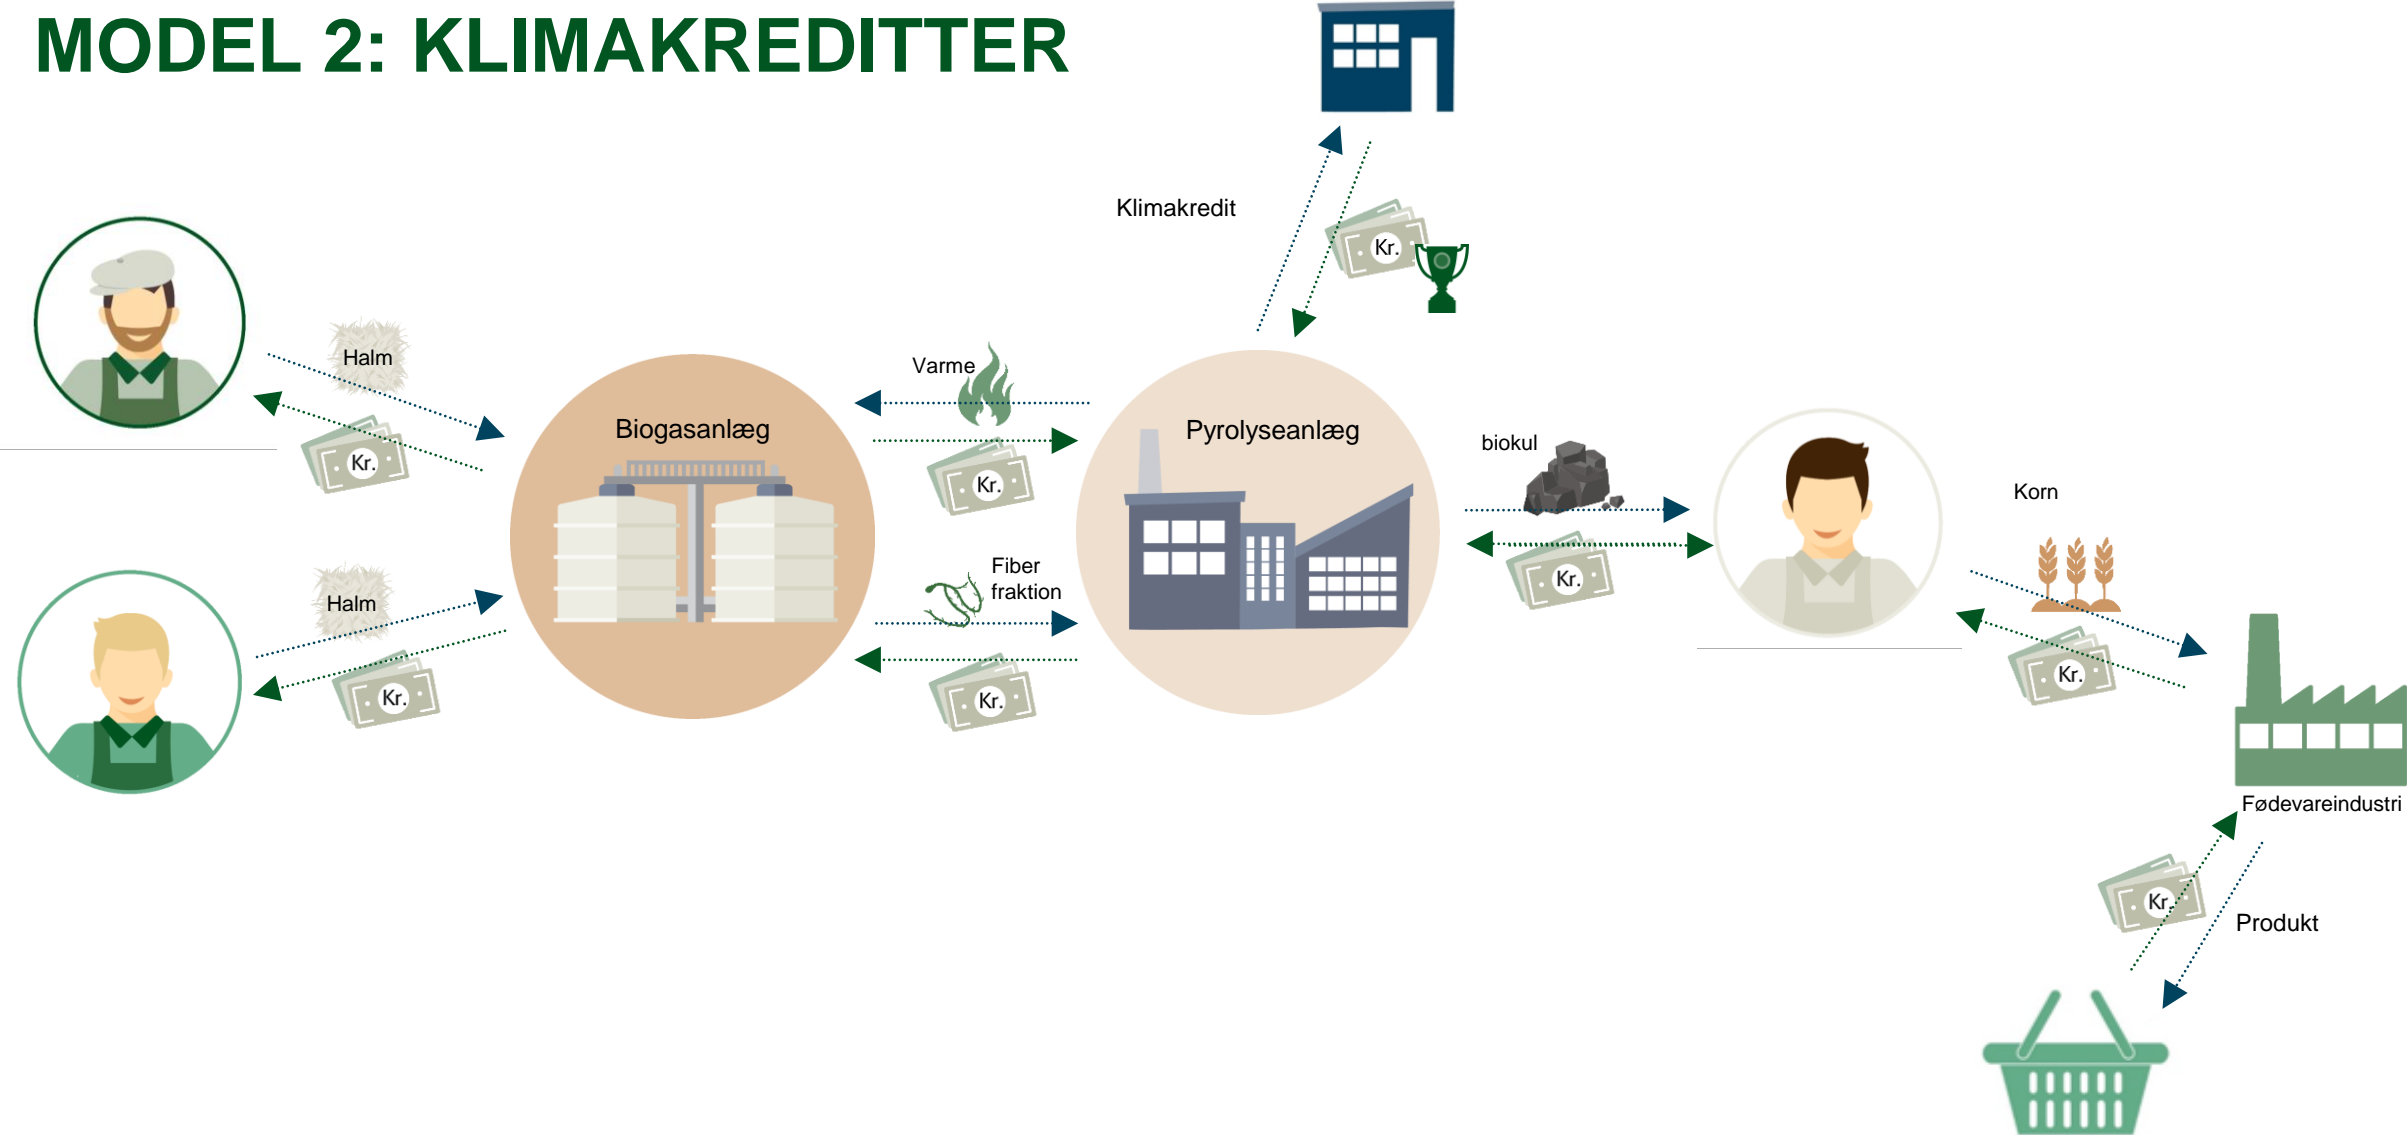 MODEL 2: KLIMAKREDITTER
Klimakredit
Kr.
Halm
Kr.
Varme
Kr.
Biogasanlæg
Pyrolyseanlæg
biokul
Kr.
Korn
Kr.
Halm
Kr.
Fiber
fraktion
Kr.
Fødevareindustri
Kr.
Produkt